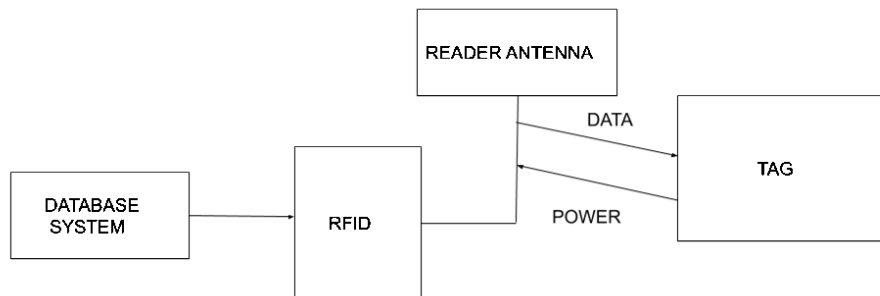 READER ANTENNA
DATA
TAG
DATABASE
SYSTEM
RFID
POWER